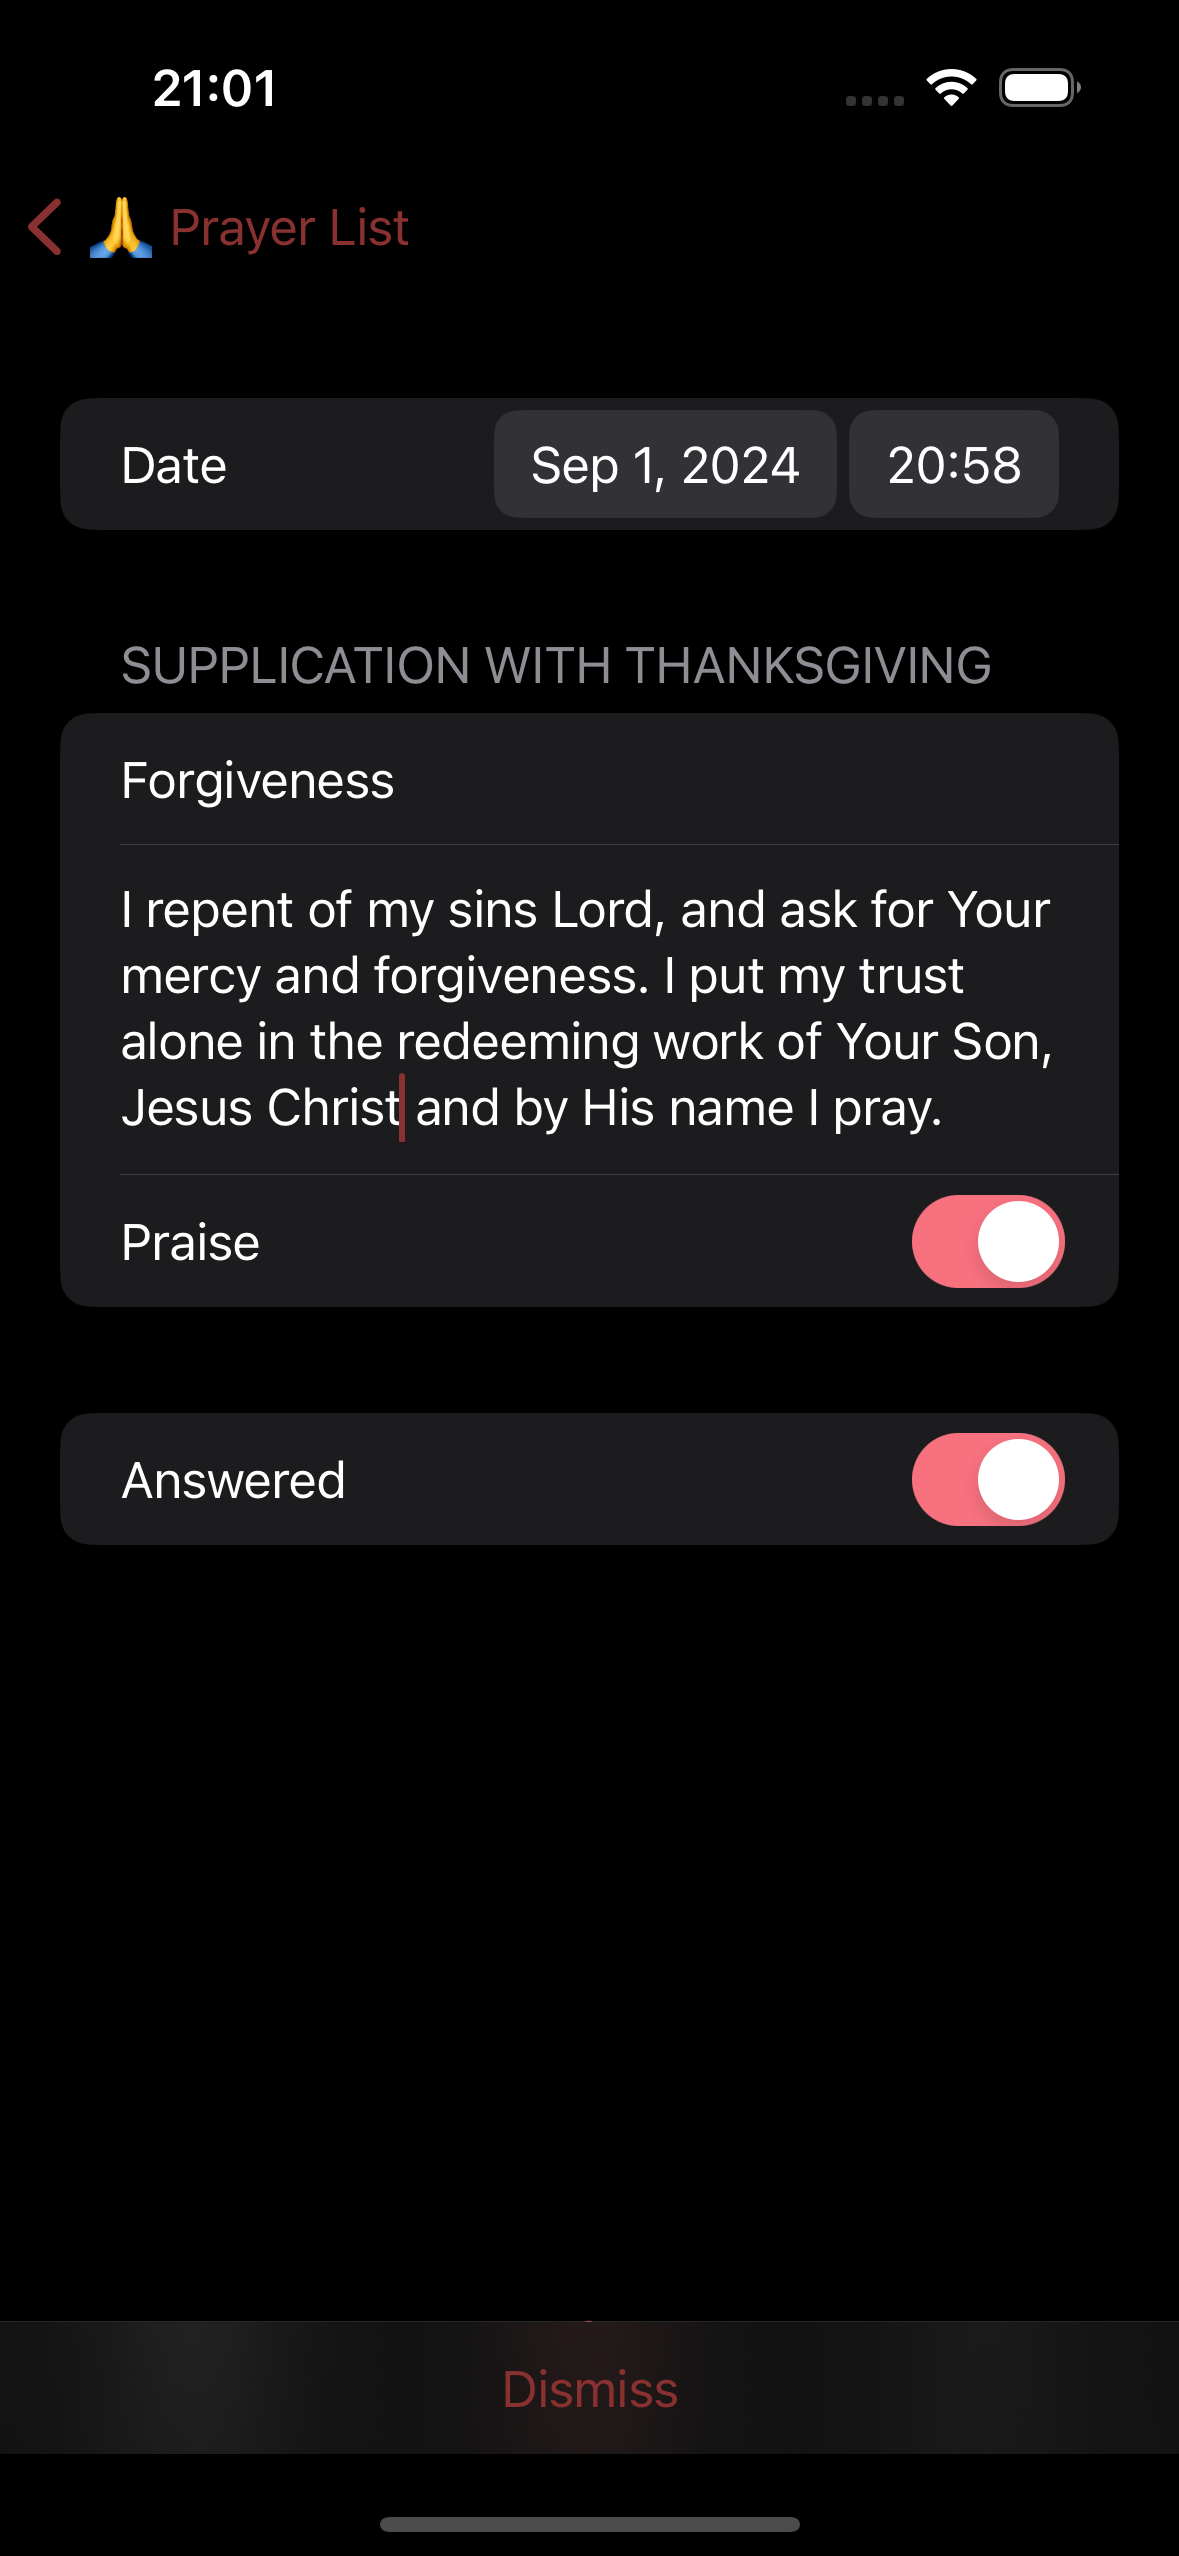 21:01
🙏 Prayer List
Date Sep 1, 2024 20:58
SUPPLICATION WITH THANKSGIVING
Forgiveness
I repent of my sins Lord, and ask for Your
mercy and forgiveness. I put my trust
alone in the redeeming work of Your Son,
Jesus Christ and by His name I pray.
Praise
Answered
Dismiss